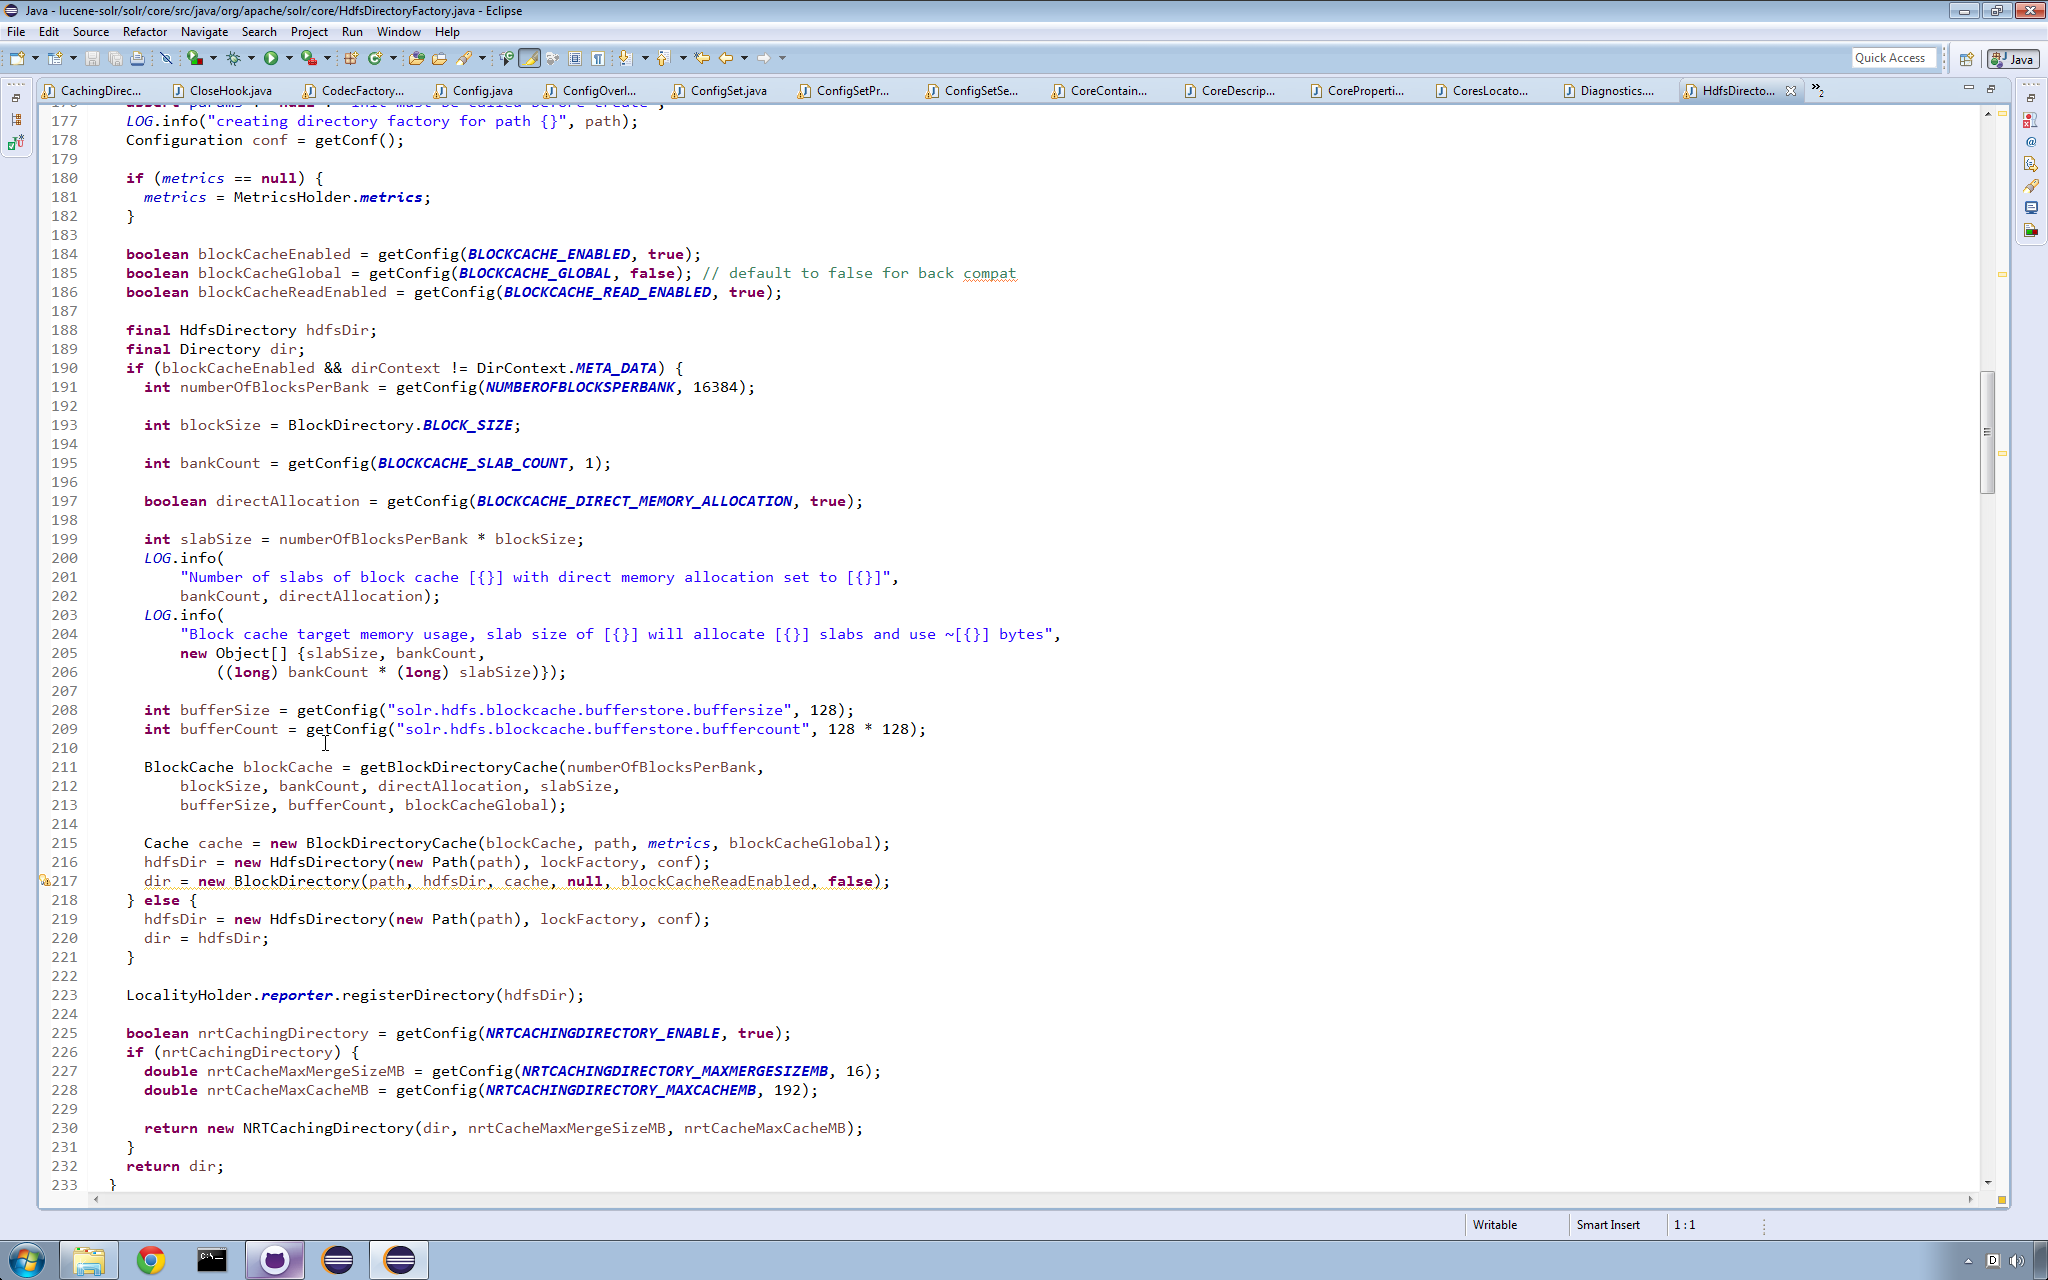 Java - lucene-solr/solr/core/src/java/org/apache/solr/core/HdfsDirectoryFactory.java - Eclipse
File Edit Source Refactor Navigate Search Project Run Window Help
Quick Access Java
CachingDirec... CloseHook.java CodecFactory... Config.java ConfigOverl... ConfigSet.java ConfigSetPr... ConfigSetSe... CoreContain... CoreDescrip... CoreProperti... CoresLocato... Diagnostics.... HdfsDirecto... »2
177 LOG.info("creating directory factory for path {}", path);
178 Configuration conf = getConf();
179
180 if (metrics == null) {
181 metrics = MetricsHolder.metrics;
182 }
183
184 boolean blockCacheEnabled = getConfig(BLOCKCACHE_ENABLED, true);
185 boolean blockCacheGlobal = getConfig(BLOCKCACHE_GLOBAL, false); // default to false for back compat
186 boolean blockCacheReadEnabled = getConfig(BLOCKCACHE_READ_ENABLED, true);
187
188 final HdfsDirectory hdfsDir;
189 final Directory dir;
190 if (blockCacheEnabled && dirContext != DirContext.META_DATA) {
191 int numberOfBlocksPerBank = getConfig(NUMBEROFBLOCKSPERBANK, 16384);
192
193 int blockSize = BlockDirectory.BLOCK_SIZE;
194
195 int bankCount = getConfig(BLOCKCACHE_SLAB_COUNT, 1);
196
197 boolean directAllocation = getConfig(BLOCKCACHE_DIRECT_MEMORY_ALLOCATION, true);
198
199 int slabSize = numberOfBlocksPerBank * blockSize;
200 LOG.info(
201 "Number of slabs of block cache [{}] with direct memory allocation set to [{}]",
202 bankCount, directAllocation);
203 LOG.info(
204 "Block cache target memory usage, slab size of [{}] will allocate [{}] slabs and use ~[{}] bytes",
205 new Object[] {slabSize, bankCount,
206 ((long) bankCount * (long) slabSize)});
207
208 int bufferSize = getConfig("solr.hdfs.blockcache.bufferstore.buffersize", 128);
209 int bufferCount = getConfig("solr.hdfs.blockcache.bufferstore.buffercount", 128 * 128);
210
211 BlockCache blockCache = getBlockDirectoryCache(numberOfBlocksPerBank,
212 blockSize, bankCount, directAllocation, slabSize,
213 bufferSize, bufferCount, blockCacheGlobal);
214
215 Cache cache = new BlockDirectoryCache(blockCache, path, metrics, blockCacheGlobal);
216 hdfsDir = new HdfsDirectory(new Path(path), lockFactory, conf);
217 dir = new BlockDirectory(path, hdfsDir, cache, null, blockCacheReadEnabled, false);
218 } else {
219 hdfsDir = new HdfsDirectory(new Path(path), lockFactory, conf);
220 dir = hdfsDir;
221 }
222
223 LocalityHolder.reporter.registerDirectory(hdfsDir);
224
225 boolean nrtCachingDirectory = getConfig(NRTCACHINGDIRECTORY_ENABLE, true);
226 if (nrtCachingDirectory) {
227 double nrtCacheMaxMergeSizeMB = getConfig(NRTCACHINGDIRECTORY_MAXMERGESIZEMB, 16);
228 double nrtCacheMaxCacheMB = getConfig(NRTCACHINGDIRECTORY_MAXCACHEMB, 192);
229
230 return new NRTCachingDirectory(dir, nrtCacheMaxMergeSizeMB, nrtCacheMaxCacheMB);
231 }
232 return dir;
233 }
Writable Smart Insert 1 : 1